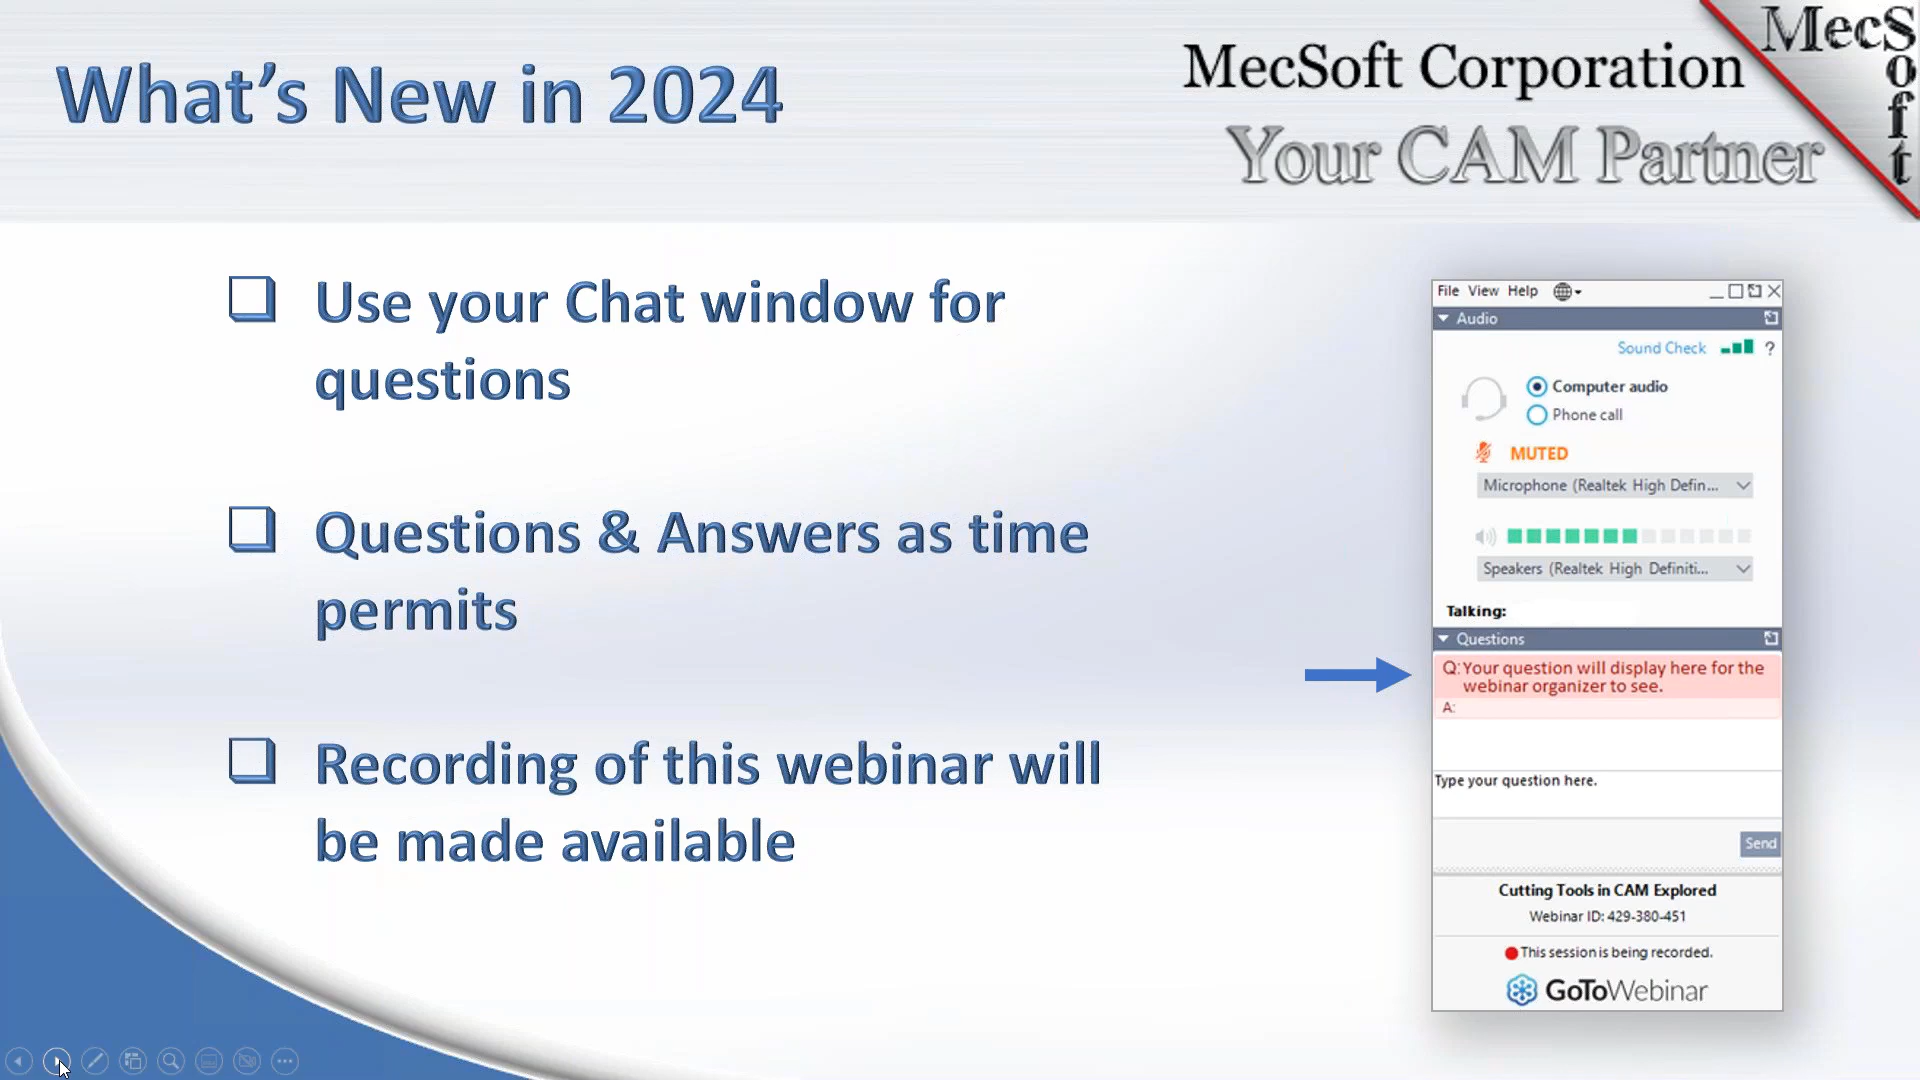 What's New in 2024
MecSoft Corporation
Your CAM Partner
MecSoft
Use your Chat window for
questions
Questions & Answers as time
permits
Recording of this webinar will
be made available
File View Help
Audio
Sound Check ?
Computer audio
Phone call
MUTED
Microphone (Realtek High Defin...
Speakers (Realtek High Definiti...
Talking:
Questions
Q: Your question will display here for the
webinar organizer to see.
A:
Type your question here.
Send
Cutting Tools in CAM Explored
Webinar ID: 429-380-451
This session is being recorded.
GoToWebinar